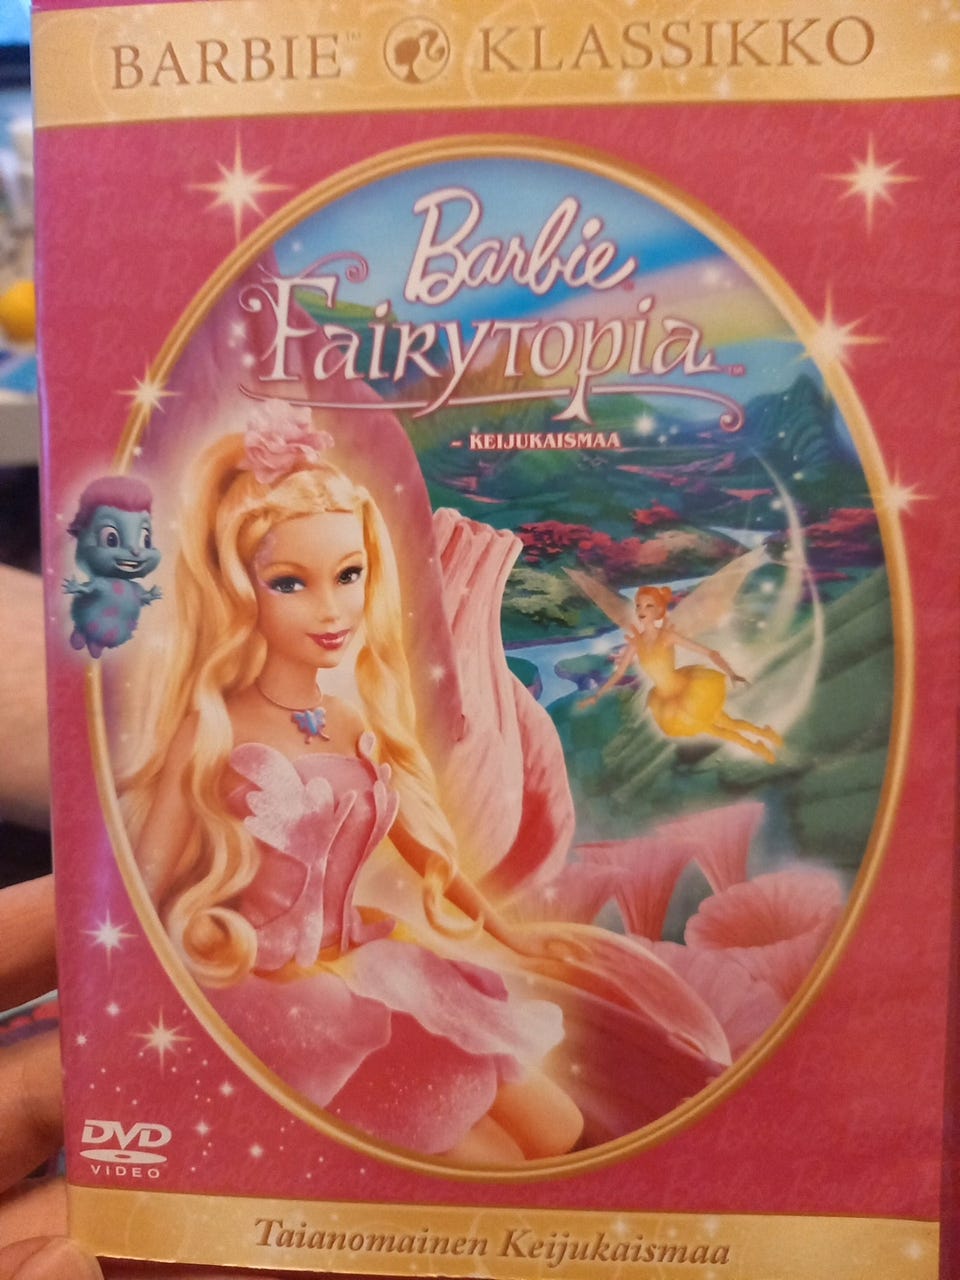 BARBIE™ KLASSIKKO
Barbie®
Fairytopia™
- KEIJUKAISMAA
DVD
VIDEO
Taianomainen Keijukaismaa